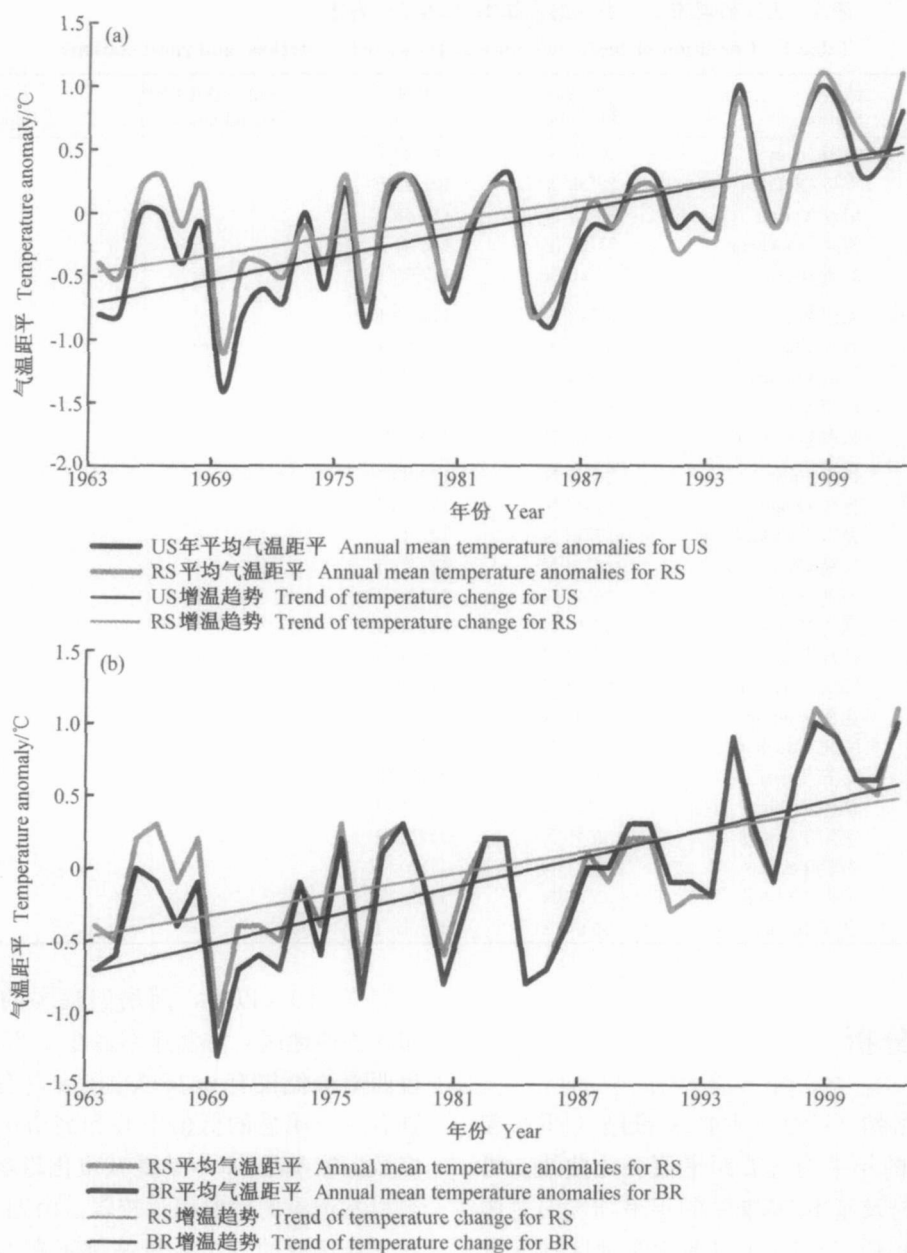 (a)
1.5
1.0
0.5
0
-0.5
-1.0
-1.5
-2.0
气温距平 Temperature anomaly/℃
1963 1969 1975 1981 1987 1993 1999
年份 Year
US年平均气温距平 Annual mean temperature anomalies for US
RS平均气温距平 Annual mean temperature anomalies for RS
US增温趋势 Trend of temperature chenge for US
RS增温趋势 Trend of temperature change for RS
(b)
1.5
1.0
0.5
0
-0.5
-1.0
-1.5
气温距平 Temperature anomaly/℃
1963 1969 1975 1981 1987 1993 1999
年份 Year
RS平均气温距平 Annual mean temperature anomalies for RS
BR平均气温距平 Annual mean temperature anomalies for BR
RS增温趋势 Trend of temperature change for RS
BR增温趋势 Trend of temperature change for BR